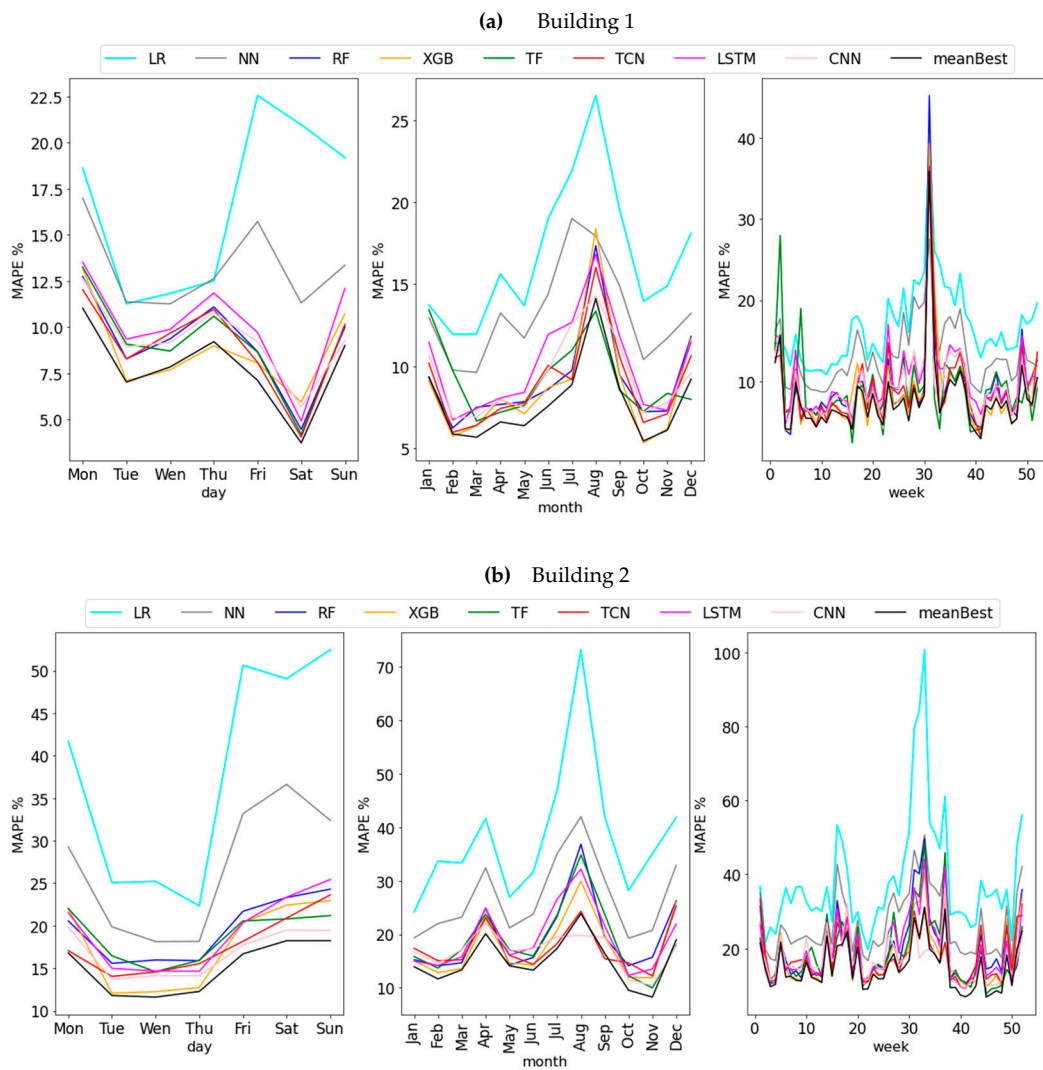 (a) Building 1
LR NN RF XGB TF TCN LSTM CNN meanBest
MAPE %
22.5
20.0
17.5
15.0
12.5
10.0
7.5
5.0
Mon Tue Wen Thu Fri Sat Sun
day
MAPE %
25
20
15
10
5
Jan Feb Mar Apr May Jun Jul Aug Sep Oct Nov Dec
month
MAPE %
40
30
20
10
0 10 20 30 40 50
week
(b) Building 2
LR NN RF XGB TF TCN LSTM CNN meanBest
MAPE %
50
45
40
35
30
25
20
15
10
Mon Tue Wen Thu Fri Sat Sun
day
MAPE %
70
60
50
40
30
20
10
Jan Feb Mar Apr May Jun Jul Aug Sep Oct Nov Dec
month
MAPE %
100
80
60
40
20
0 10 20 30 40 50
week